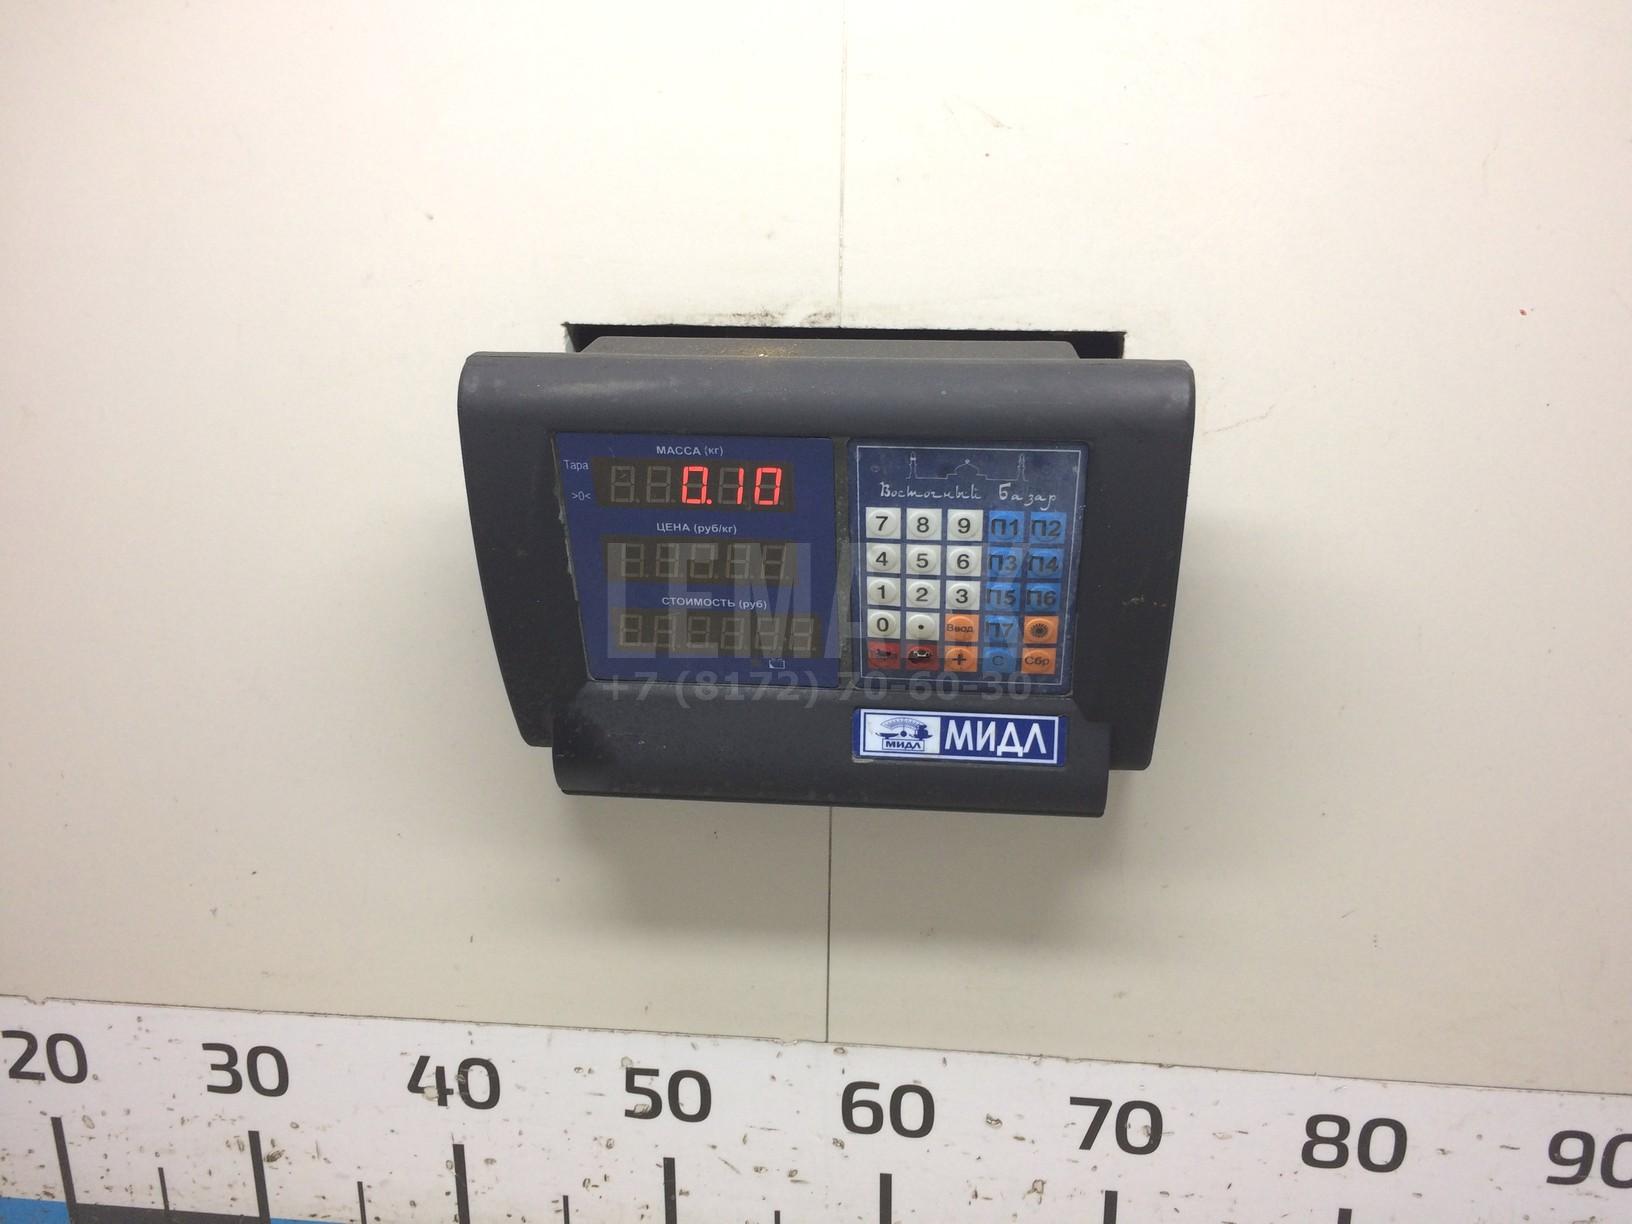 МАССА (кг)
Тара
0.10
>0<
ЦЕНА (руб/кг)
СТОИМОСТЬ (руб)
Восточный Базар
7 8 9 П1 П2
4 5 6 П3 П4
1 2 3 П5 П6
0 . Ввод П7
+ С Сбр
LEMA
+7 (8172) 70-60-30
МИДЛ МИДЛ
20 30 40 50 60 70 80 90